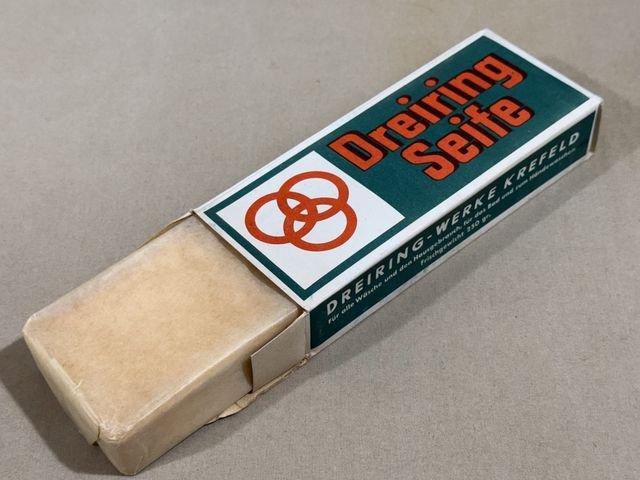 Dreiring
Seife
DREIRING-WERKE KREFELD
Für alle Wäsche und den Hausgebrauch, für das Bad und zum Händewaschen.
Frischgewicht 250 gr.